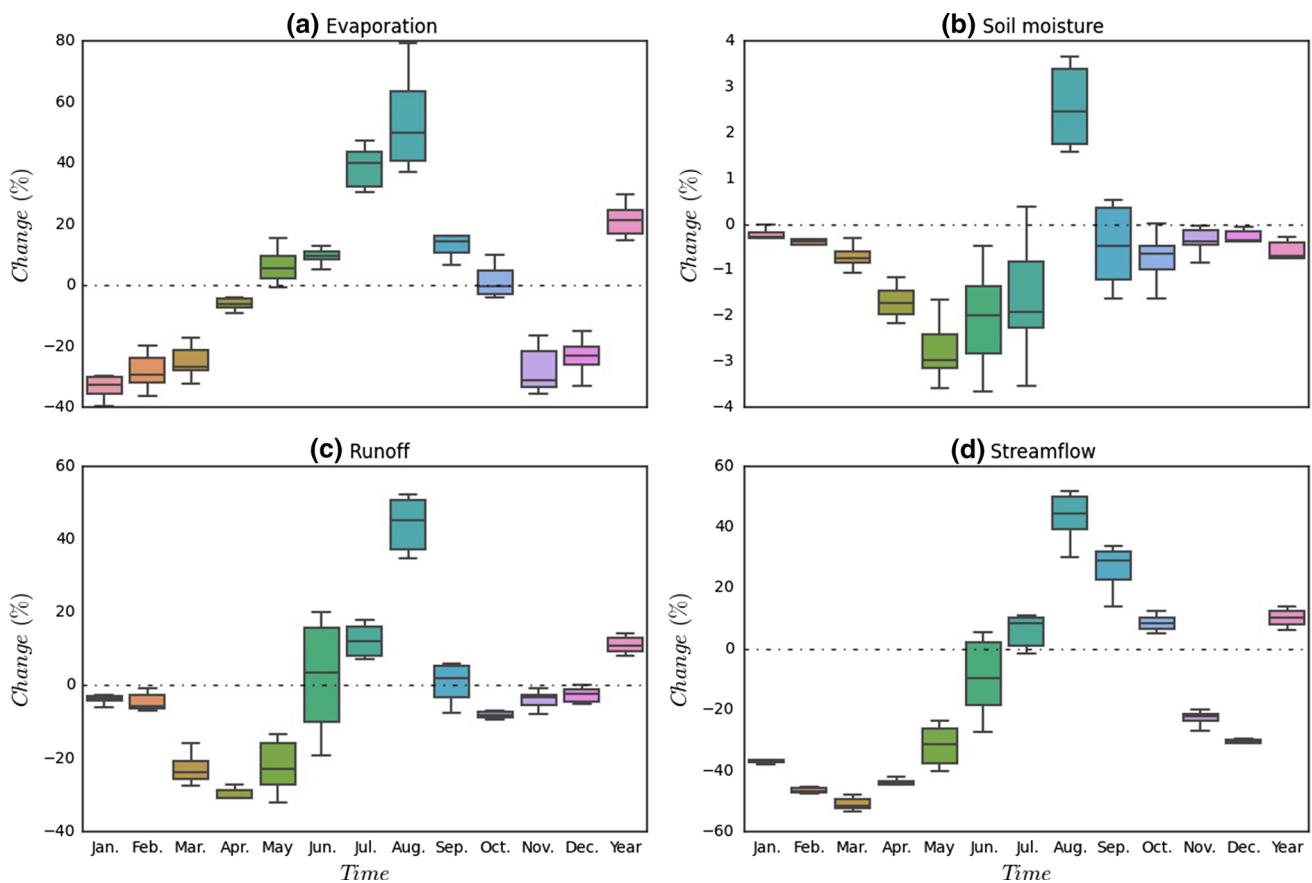 (a) Evaporation
(b) Soil moisture
80
60
40
20
0
−20
−40
Change (%)
4
3
2
1
0
−1
−2
−3
−4
Change (%)
(c) Runoff
(d) Streamflow
60
40
20
0
−20
−40
Change (%)
60
40
20
0
−20
−40
−60
Change (%)
Jan. Feb. Mar. Apr. May Jun. Jul. Aug. Sep. Oct. Nov. Dec. Year
Time
Jan. Feb. Mar. Apr. May Jun. Jul. Aug. Sep. Oct. Nov. Dec. Year
Time